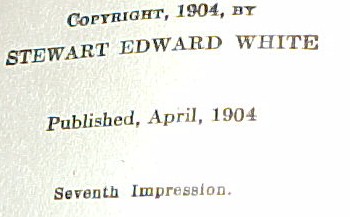 COPYRIGHT, 1904, BY
STEWART EDWARD WHITE
Published, April, 1904
Seventh Impression.